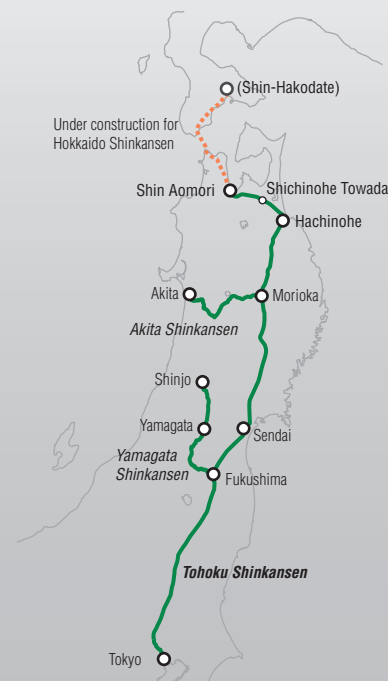 (Shin-Hakodate)
Under construction for
Hokkaido Shinkansen
Shin Aomori
Shichinohe Towada
Hachinohe
Akita
Morioka
Akita Shinkansen
Shinjo
Yamagata
Sendai
Yamagata
Shinkansen
Fukushima
Tohoku Shinkansen
Tokyo